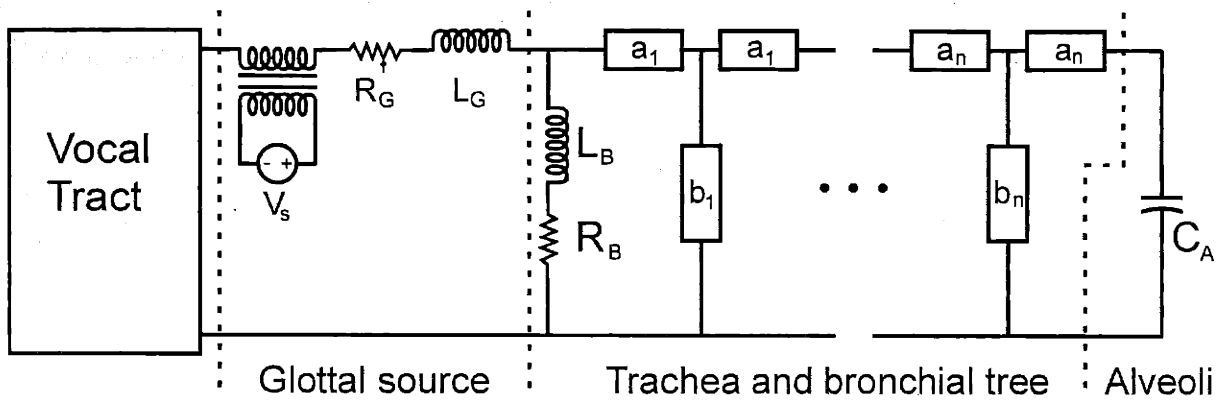 Vocal
Tract
- +
V_s
R_G
L_G
L_B
R_B
a_1
a_1
b_1
• • •
a_n
a_n
b_n
C_A
Glottal source
Trachea and bronchial tree
Alveoli